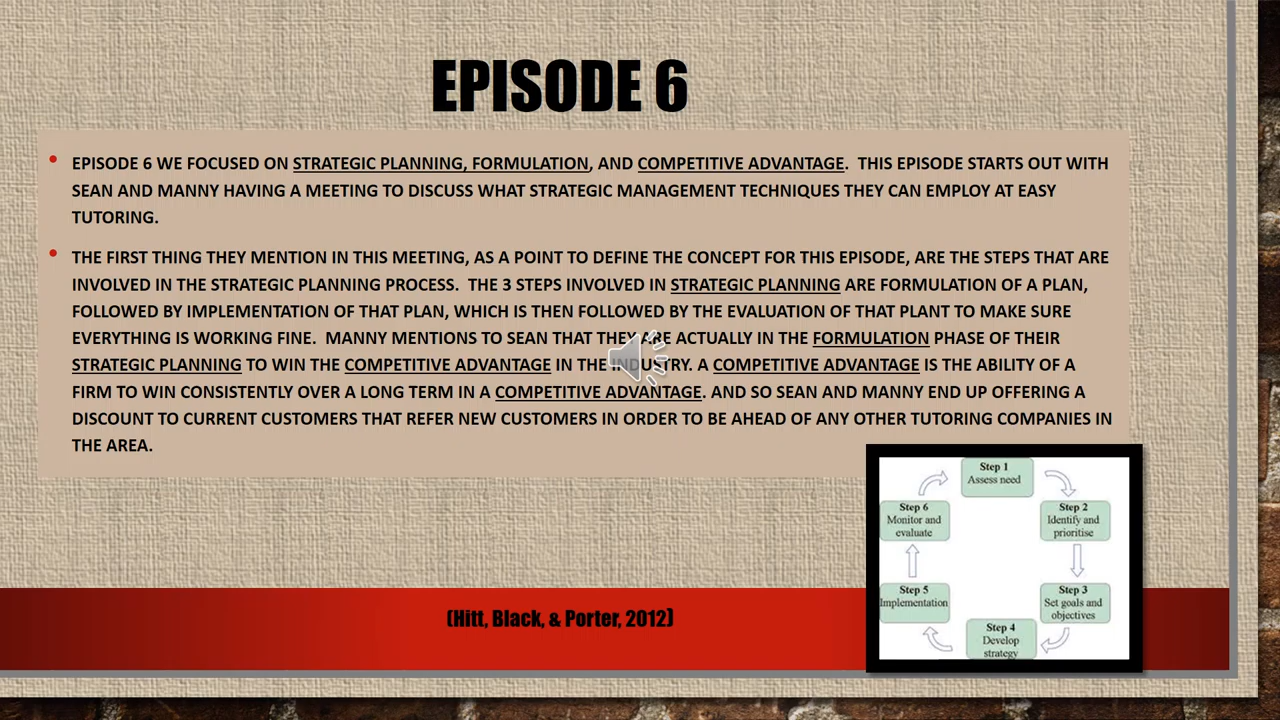 EPISODE 6
EPISODE 6 WE FOCUSED ON STRATEGIC PLANNING, FORMULATION, AND COMPETITIVE ADVANTAGE. THIS EPISODE STARTS OUT WITH
SEAN AND MANNY HAVING A MEETING TO DISCUSS WHAT STRATEGIC MANAGEMENT TECHNIQUES THEY CAN EMPLOY AT EASY
TUTORING.
THE FIRST THING THEY MENTION IN THIS MEETING, AS A POINT TO DEFINE THE CONCEPT FOR THIS EPISODE, ARE THE STEPS THAT ARE
INVOLVED IN THE STRATEGIC PLANNING PROCESS. THE 3 STEPS INVOLVED IN STRATEGIC PLANNING ARE FORMULATION OF A PLAN,
FOLLOWED BY IMPLEMENTATION OF THAT PLAN, WHICH IS THEN FOLLOWED BY THE EVALUATION OF THAT PLANT TO MAKE SURE
EVERYTHING IS WORKING FINE. MANNY MENTIONS TO SEAN THAT THEY ARE ACTUALLY IN THE FORMULATION PHASE OF THEIR
STRATEGIC PLANNING TO WIN THE COMPETITIVE ADVANTAGE IN THE INDUSTRY. A COMPETITIVE ADVANTAGE IS THE ABILITY OF A
FIRM TO WIN CONSISTENTLY OVER A LONG TERM IN A COMPETITIVE ADVANTAGE. AND SO SEAN AND MANNY END UP OFFERING A
DISCOUNT TO CURRENT CUSTOMERS THAT REFER NEW CUSTOMERS IN ORDER TO BE AHEAD OF ANY OTHER TUTORING COMPANIES IN
THE AREA.
Step 1
Assess need
Step 2
Identify and
prioritise
Step 3
Set goals and
objectives
Step 4
Develop
strategy
Step 5
Implementation
Step 6
Monitor and
evaluate
(Hitt, Black, & Porter, 2012)